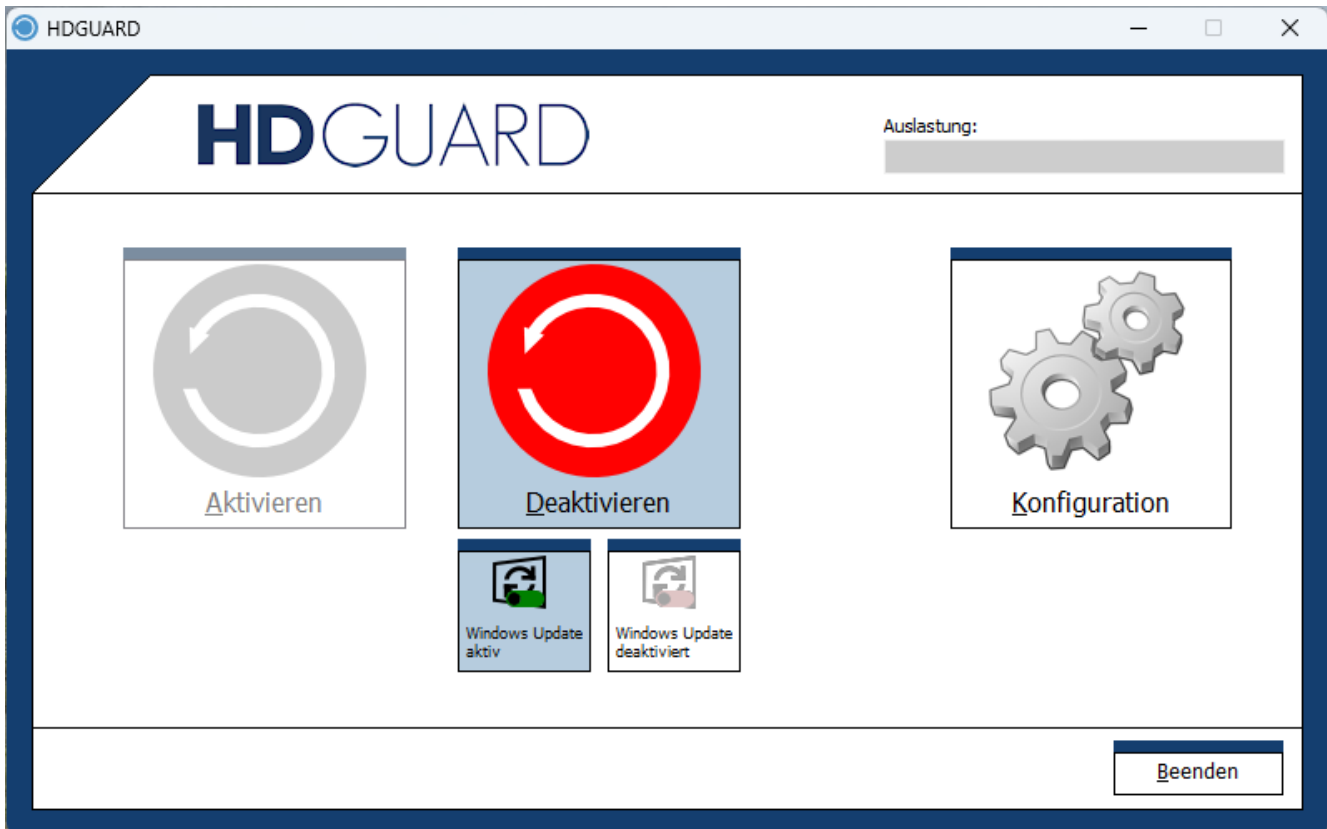 HDGUARD
HDGUARD
Auslastung:
Aktivieren
Deaktivieren
Konfiguration
Windows Update
aktiv
Windows Update
deaktiviert
Beenden